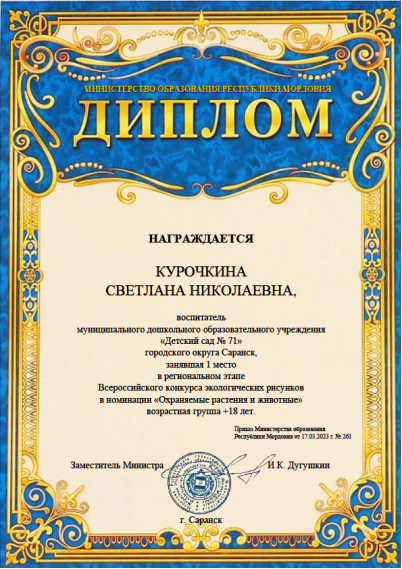 МИНИСТЕРСТВО ОБРАЗОВАНИЯ РЕСПУБЛИКИ МОРДОВИЯ
ДИПЛОМ
НАГРАЖДАЕТСЯ
КУРОЧКИНА
СВЕТЛАНА НИКОЛАЕВНА,
воспитатель
муниципального дошкольного образовательного учреждения
«Детский сад № 71»
городского округа Саранск,
занявшая 1 место
в региональном этапе
Всероссийского конкурса экологических рисунков
в номинации «Охраняемые растения и животные»
возрастная группа +18 лет.
Приказ Министерства образования
Республики Мордовия от 17.03.2023 г. № 261
Заместитель Министра И.К. Дугушкин
г. Саранск